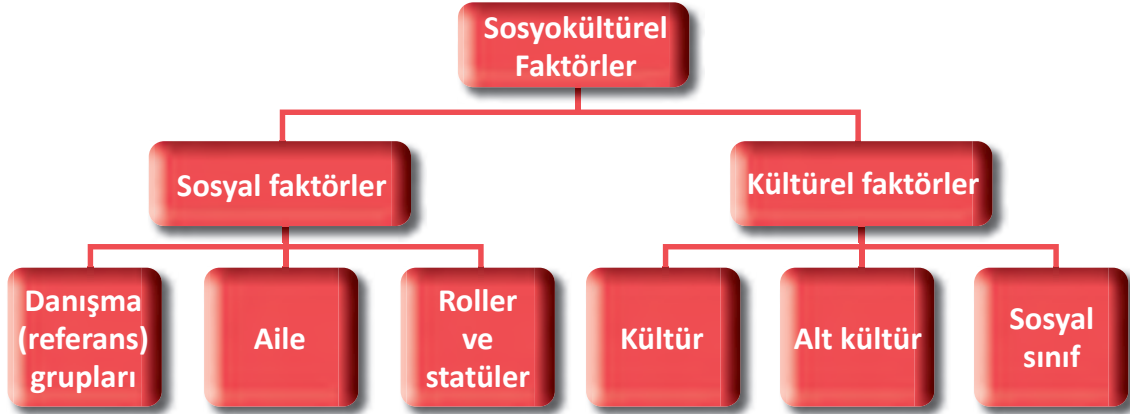 Sosyokültürel
Faktörler
Sosyal faktörler
Kültürel faktörler
Danışma
(referans)
grupları
Aile
Roller
ve
statüler
Kültür
Alt kültür
Sosyal
sınıf